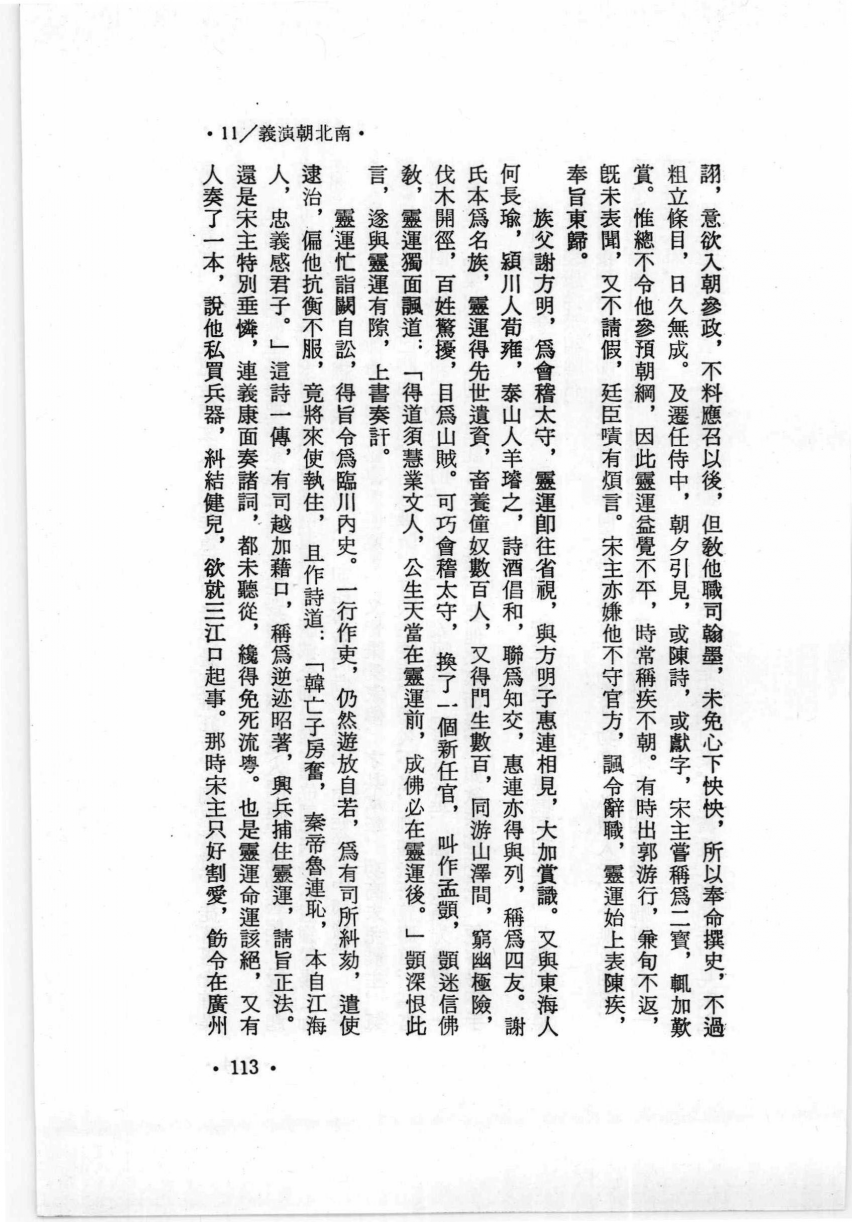 ·南北朝演義/11·
詡，意欲入朝參政，不料應召以後，但敎他職司翰墨，未免心下怏怏，所以奉命撰史，不過
粗立條目，日久無成。及遷任侍中，朝夕引見，或陳詩，或獻字，宋主嘗稱爲二寶，輒加歎
賞。惟總不令他參預朝綱，因此靈運益覺不平，時常稱疾不朝。有時出郭游行，兼旬不返，
旣未表聞，又不請假，廷臣嘖有煩言。宋主亦嫌他不守官方，諷令辭職，靈運始上表陳疾，
奉旨東歸。
族父謝方明，爲會稽太守，靈運卽往省視，與方明子惠連相見，大加賞識。又與東海人
何長瑜，潁川人荀雍，泰山人羊璿之，詩酒倡和，聯爲知交，惠連亦得與列，稱爲四友。謝
氏本爲名族，靈運得先世遺資，畜養僮奴數百人，又得門生數百，同游山澤間，窮幽極險，
伐木開徑，百姓驚擾，目爲山賊。可巧會稽太守，換了一個新任官，叫作孟顗，顗迷信佛
敎，靈運獨面諷道：「得道須慧業文人，公生天當在靈運前，成佛必在靈運後。」顗深恨此
言，遂與靈運有隙，上書奏訐。
靈運忙詣闕自訟，得旨令爲臨川內史。一行作吏，仍然遊放自若，爲有司所糾劾，遣使
逮治，偏他抗衡不服，竟將來使執住，且作詩道：「韓亡子房奮，秦帝魯連恥，本自江海
人，忠義感君子。」這詩一傳，有司越加藉口，稱爲逆迹昭著，興兵捕住靈運，請旨正法。
還是宋主特別垂憐，連義康面奏諸詞，都未聽從，纔得免死流粵。也是靈運命運該絕，又有
人奏了一本，說他私買兵器，糾結健兒，欲就三江口起事。那時宋主只好割愛，飭令在廣州
·113·